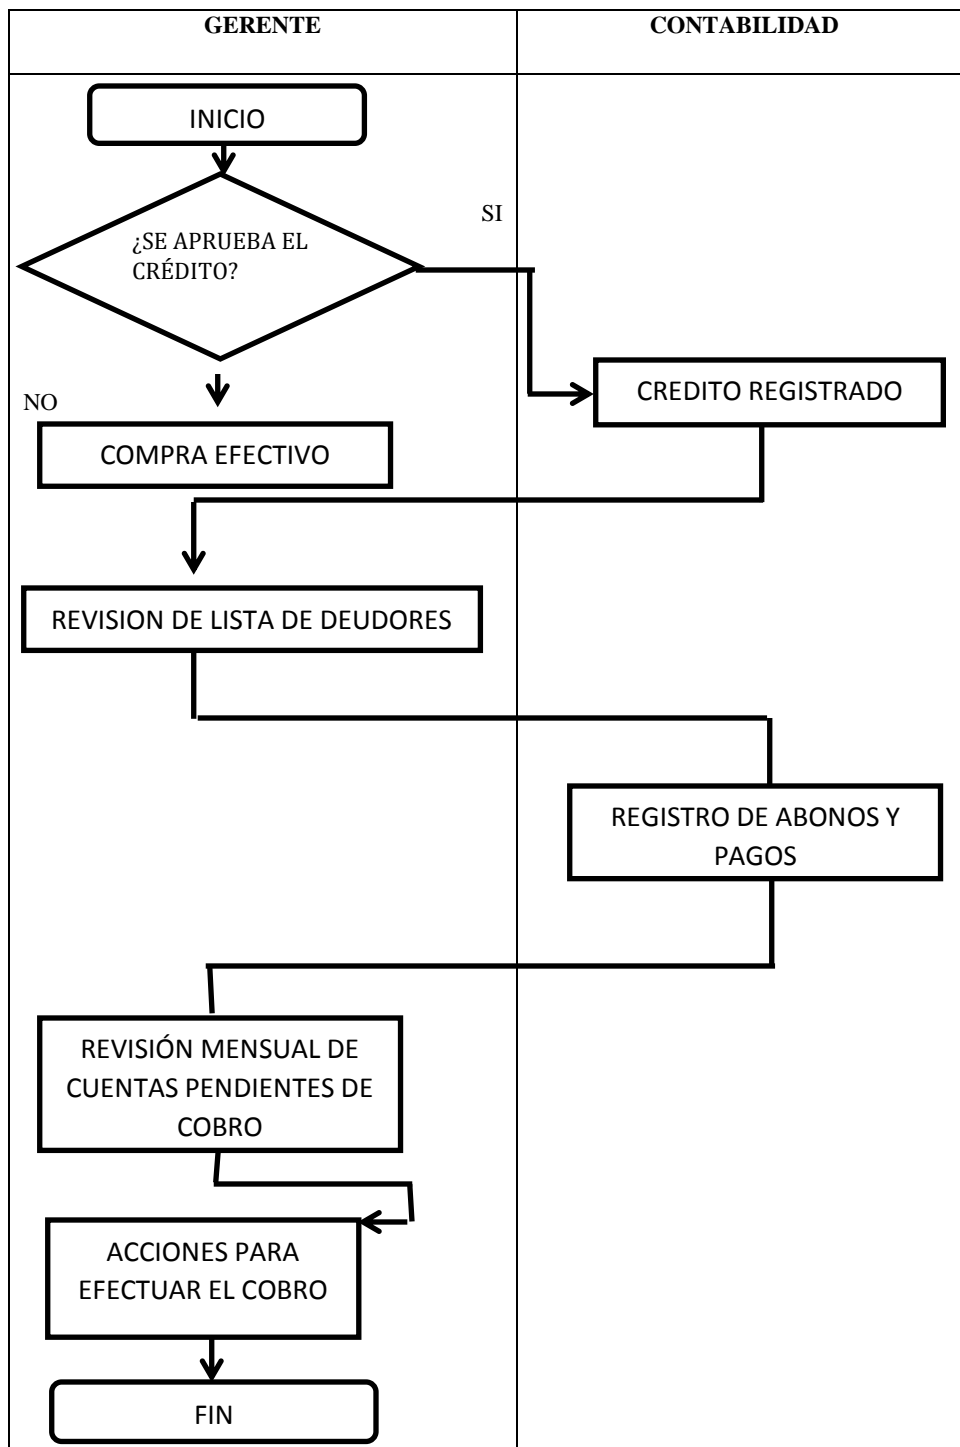 GERENTE
CONTABILIDAD
INICIO
SI
¿SE APRUEBA EL
CRÉDITO?
CREDITO REGISTRADO
NO
COMPRA EFECTIVO
REVISION DE LISTA DE DEUDORES
REGISTRO DE ABONOS Y
PAGOS
REVISIÓN MENSUAL DE
CUENTAS PENDIENTES DE
COBRO
ACCIONES PARA
EFECTUAR EL COBRO
FIN